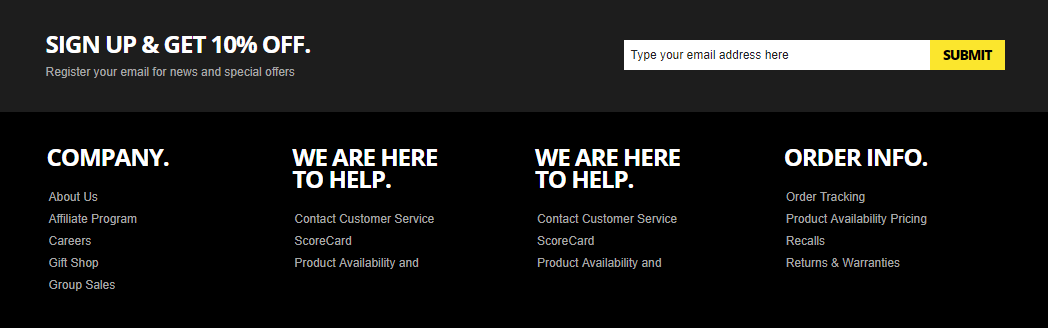 SIGN UP & GET 10% OFF.
Register your email for news and special offers
Type your email address here
SUBMIT
COMPANY.
About Us
Affiliate Program
Careers
Gift Shop
Group Sales
WE ARE HERE
TO HELP.
Contact Customer Service
ScoreCard
Product Availability and
WE ARE HERE
TO HELP.
Contact Customer Service
ScoreCard
Product Availability and
ORDER INFO.
Order Tracking
Product Availability Pricing
Recalls
Returns & Warranties